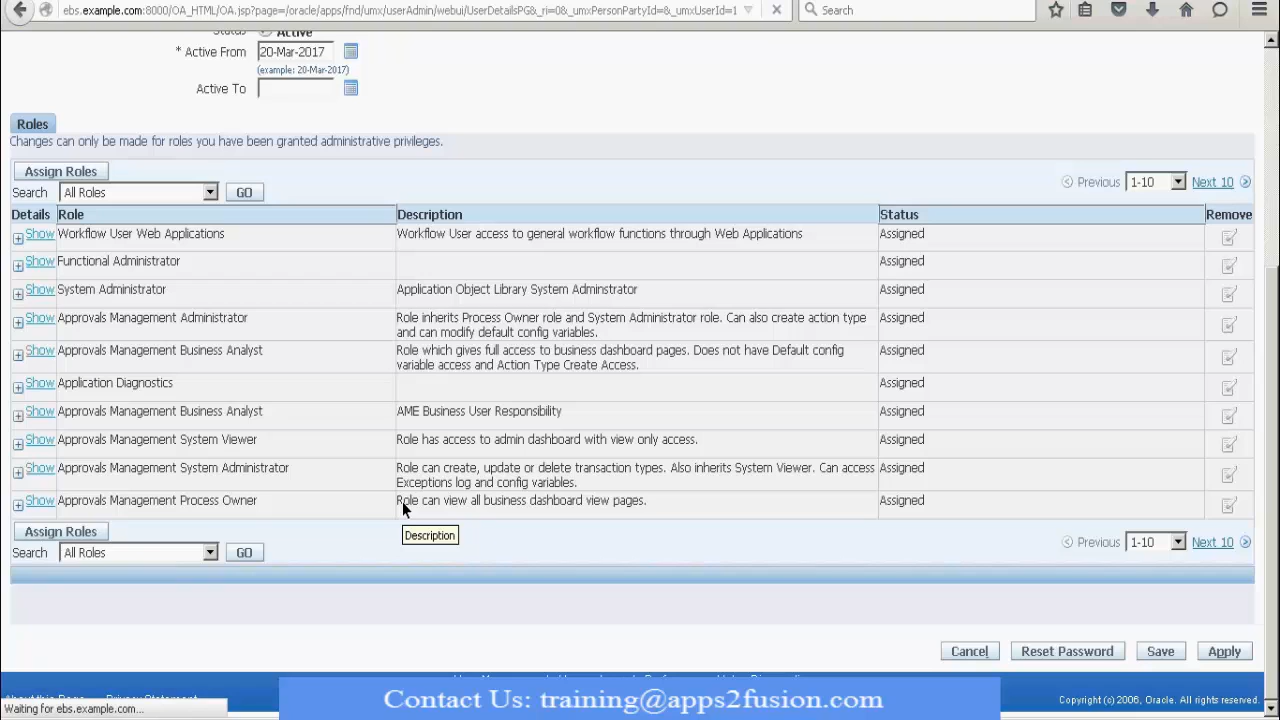 ebs.example.com:8000/OA_HTML/OA.jsp?page=/oracle/apps/fnd/umx/userAdmin/webui/UserDetailsPG&_ri=0&_umxPersonPartyId=&_umxUserId=1 Search
Status Active
* Active From 20-Mar-2017
(example: 20-Mar-2017)
Active To
Roles
Changes can only be made for roles you have been granted administrative privileges.
Assign Roles
Search All Roles GO Previous 1-10 Next 10
Details Role Description Status Remove
Show Workflow User Web Applications Workflow User access to general workflow functions through Web Applications Assigned
Show Functional Administrator Assigned
Show System Administrator Application Object Library System Adminstrator Assigned
Show Approvals Management Administrator Role inherits Process Owner role and System Administrator role. Can also create action type Assigned
and can modify default config variables.
Show Approvals Management Business Analyst Role which gives full access to business dashboard pages. Does not have Default config Assigned
variable access and Action Type Create Access.
Show Application Diagnostics Assigned
Show Approvals Management Business Analyst AME Business User Responsibility Assigned
Show Approvals Management System Viewer Role has access to admin dashboard with view only access. Assigned
Show Approvals Management System Administrator Role can create, update or delete transaction types. Also inherits System Viewer. Can access Assigned
Exceptions log and config variables.
Show Approvals Management Process Owner Role can view all business dashboard view pages. Assigned
Description
Assign Roles
Search All Roles GO Previous 1-10 Next 10
Cancel Reset Password Save Apply
About this Page Privacy Statement Copyright (c) 2006, Oracle. All rights reserved.
Contact Us: training@apps2fusion.com
Waiting for ebs.example.com...